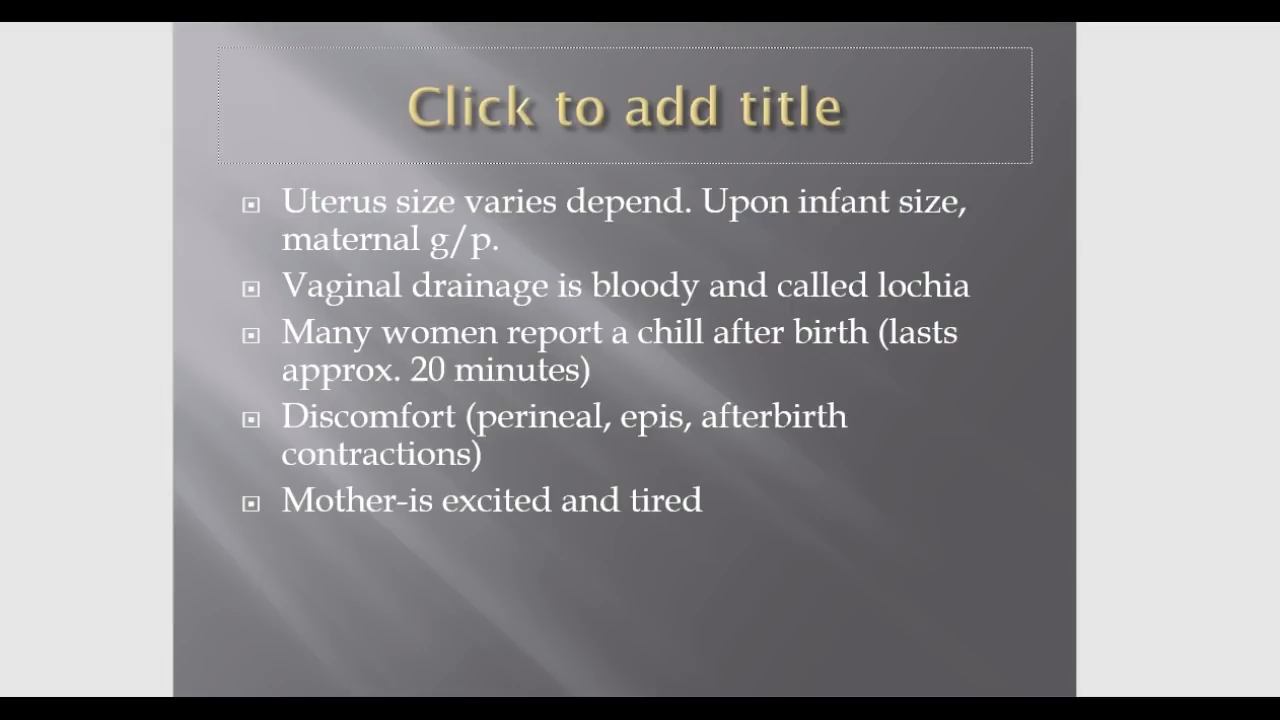 Click to add title
Uterus size varies depend. Upon infant size,
maternal g/p.
Vaginal drainage is bloody and called lochia
Many women report a chill after birth (lasts
approx. 20 minutes)
Discomfort (perineal, epis, afterbirth
contractions)
Mother-is excited and tired